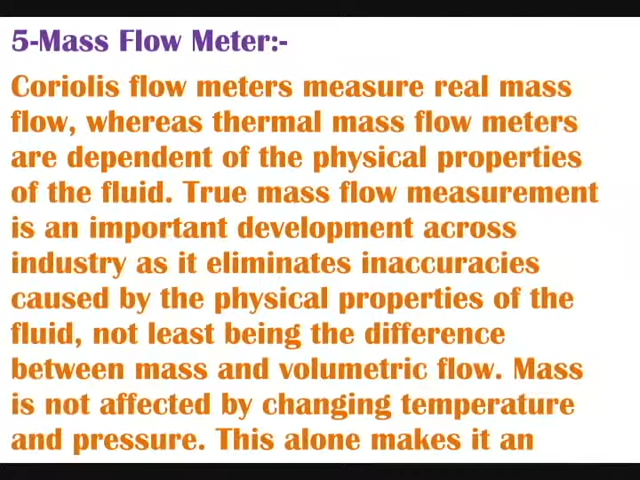 5-Mass Flow Meter:-
Coriolis flow meters measure real mass
flow, whereas thermal mass flow meters
are dependent of the physical properties
of the fluid. True mass flow measurement
is an important development across
industry as it eliminates inaccuracies
caused by the physical properties of the
fluid, not least being the difference
between mass and volumetric flow. Mass
is not affected by changing temperature
and pressure. This alone makes it an